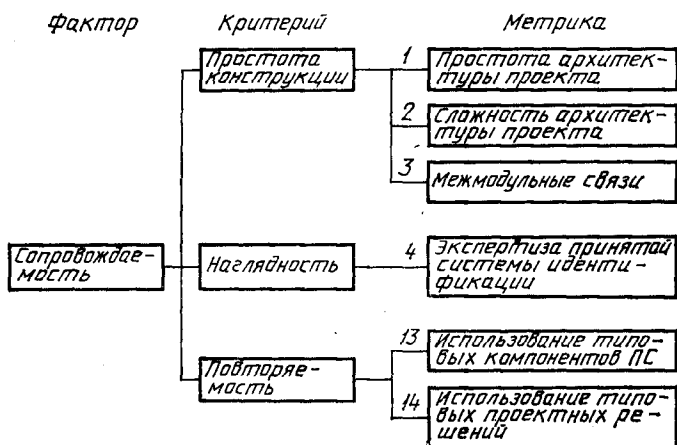 Фактор Критерий Метрика
Простота
конструкции
1
Простота архитек-
туры проекта
2
Сложность архитек-
туры проекта
3
Межмодульные связи
Сопровождае-
мость
Наглядность
4
Экспертиза принятой
системы иденти-
фикации
Повторяе-
мость
13
Использование типо-
вых компонентов ПС
14
Использование типо-
вых проектных ре-
шений